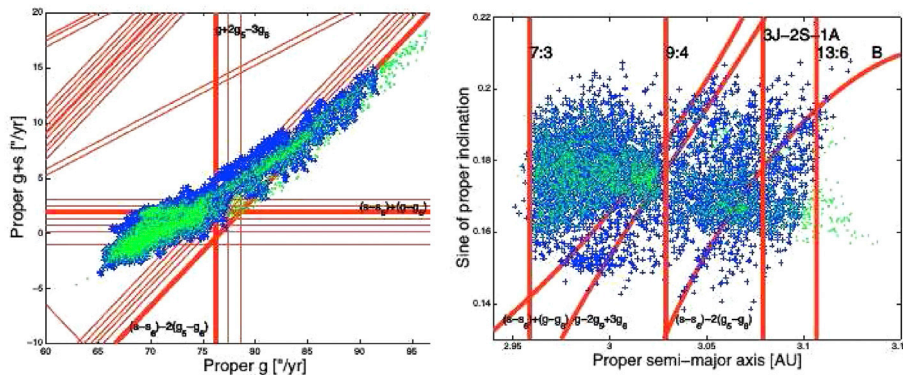 20
15
10
5
0
-5
-10
60
65
70
75
80
85
90
95
Proper g+s ["/yr]
Proper g ["/yr]
g+2g₅-3g₆
(s-s₆)+(g-g₆)
(s-s₆)-2(g₅-g₆)
0.22
0.2
0.18
0.16
0.14
2.95
3
3.05
3.1
3.1
Sine of proper inclination
Proper semi-major axis [AU]
7:3
9:4
3J-2S-1A
13:6
B
(s-s₆)+(g-g₆)
g-2g₉+3g₆
(s-s₆)-2(g₅-g₆)